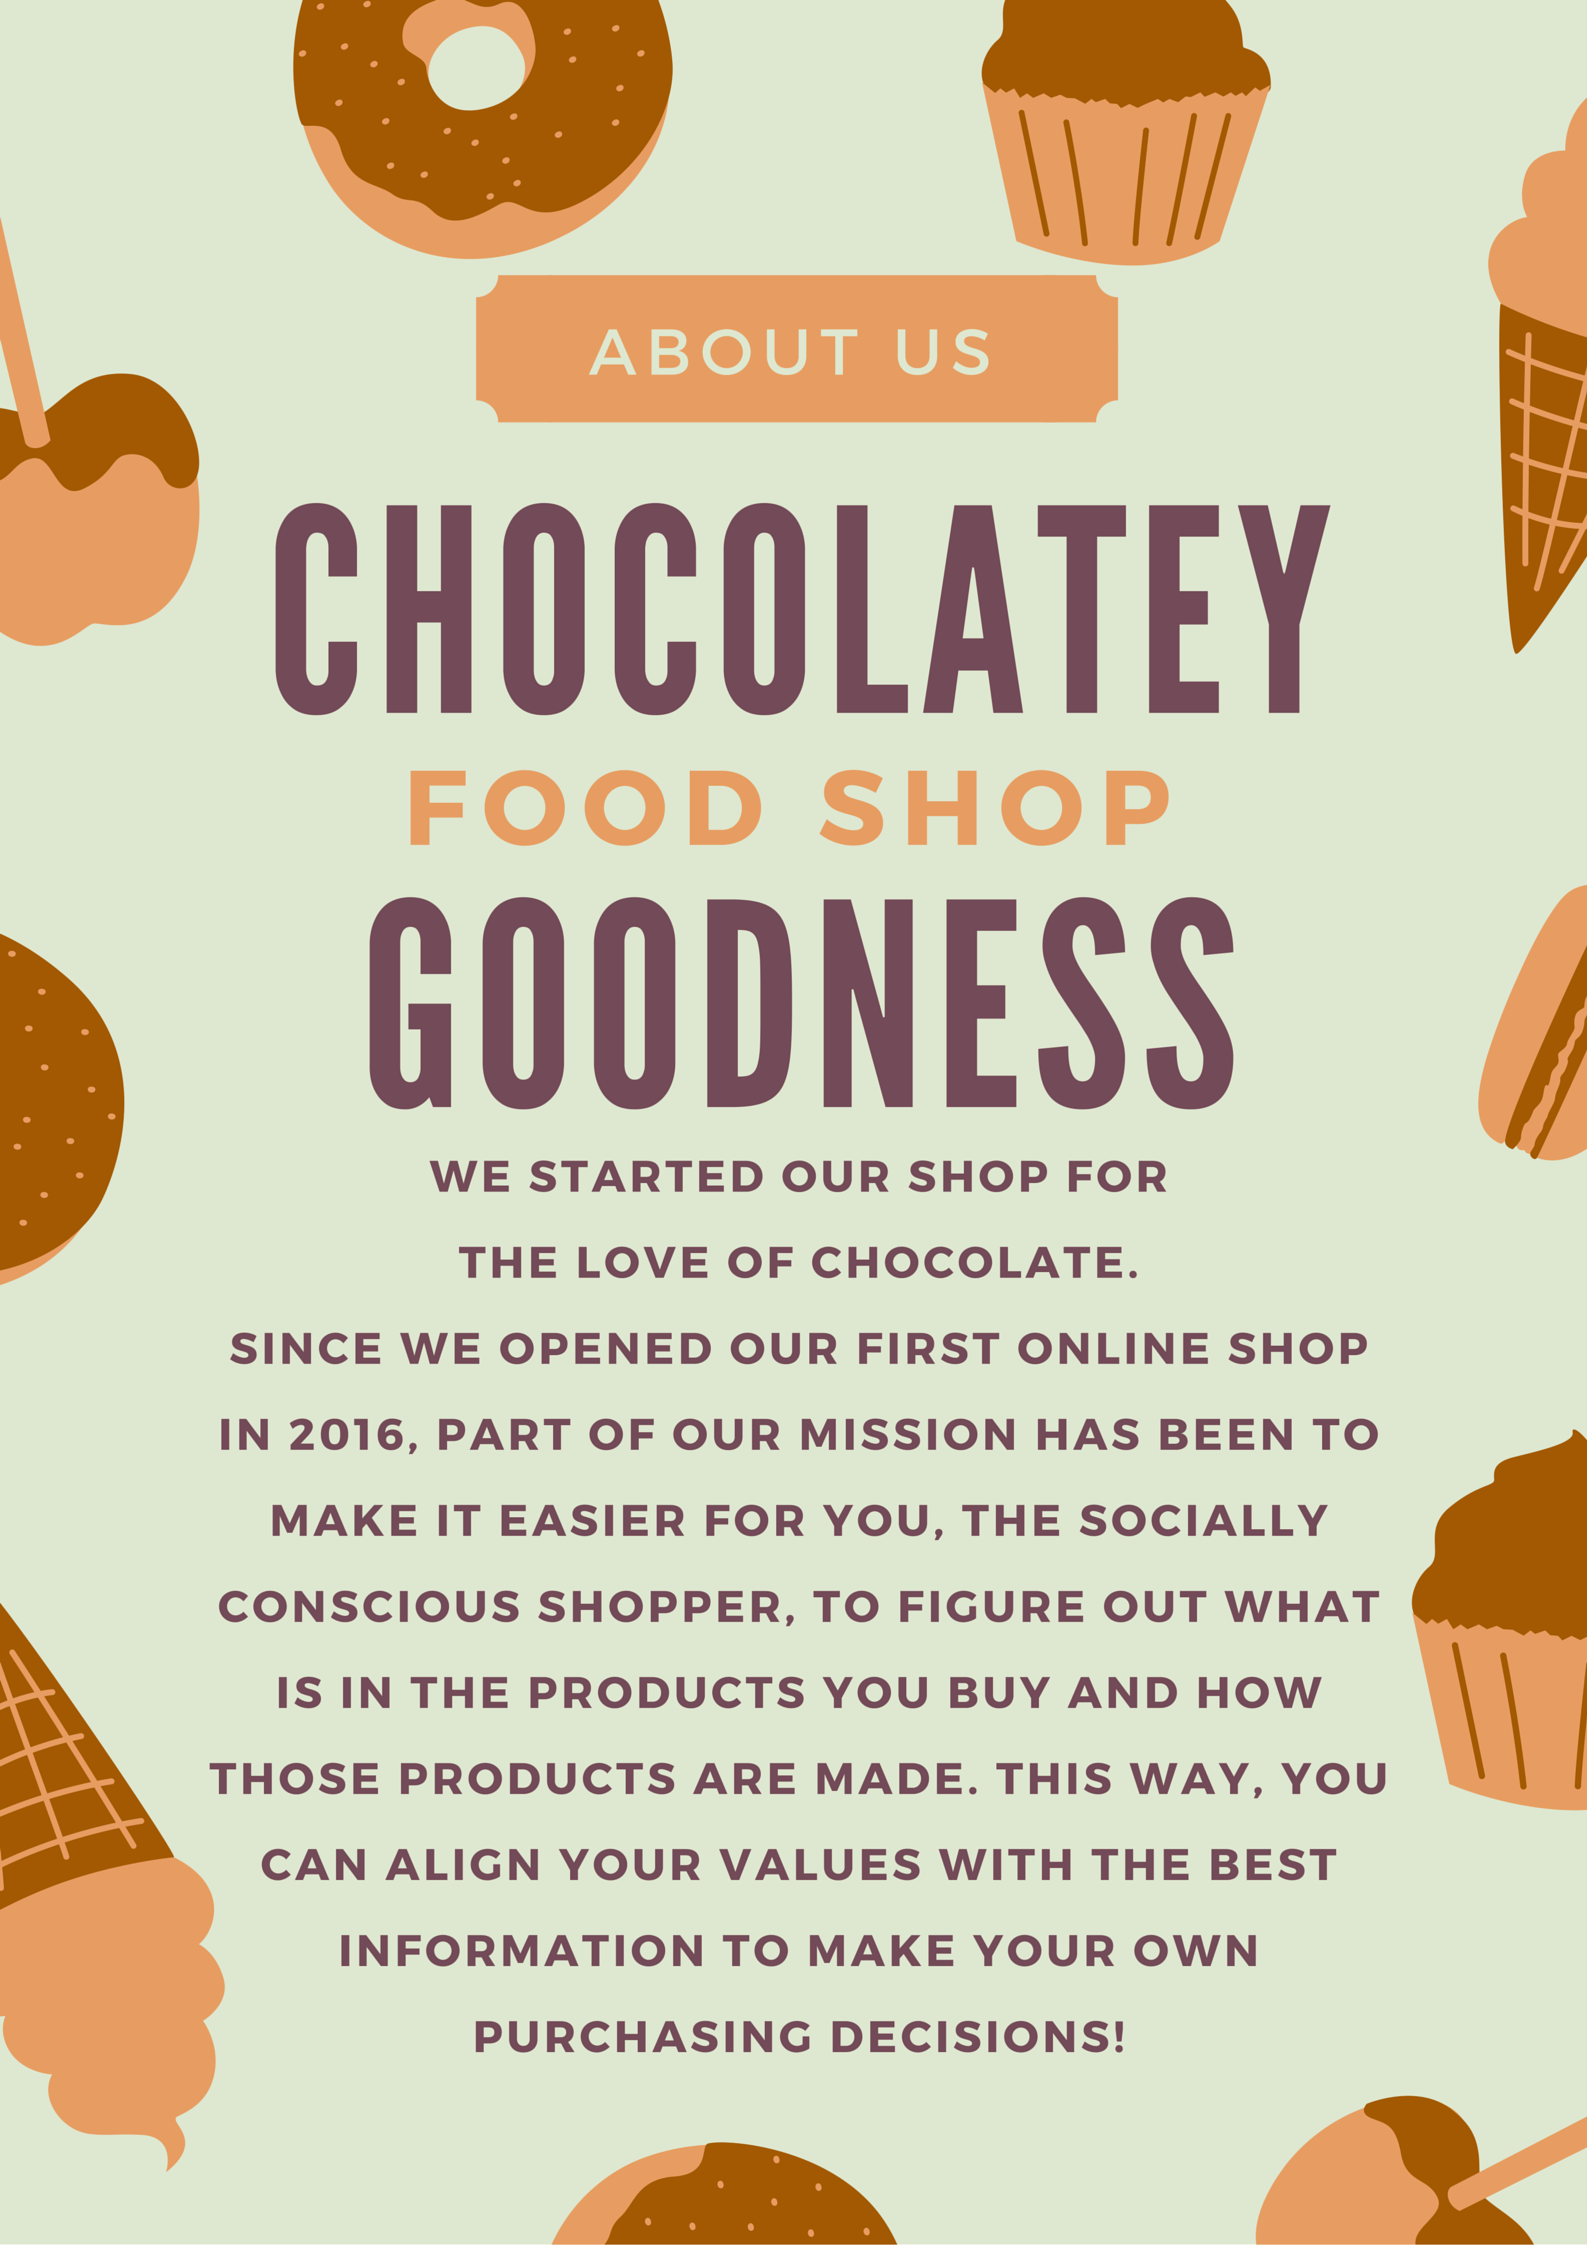 ABOUT US
CHOCOLATEY
FOOD SHOP
GOODNESS
WE STARTED OUR SHOP FOR
THE LOVE OF CHOCOLATE.
SINCE WE OPENED OUR FIRST ONLINE SHOP
IN 2016, PART OF OUR MISSION HAS BEEN TO
MAKE IT EASIER FOR YOU, THE SOCIALLY
CONSCIOUS SHOPPER, TO FIGURE OUT WHAT
IS IN THE PRODUCTS YOU BUY AND HOW
THOSE PRODUCTS ARE MADE. THIS WAY, YOU
CAN ALIGN YOUR VALUES WITH THE BEST
INFORMATION TO MAKE YOUR OWN
PURCHASING DECISIONS!